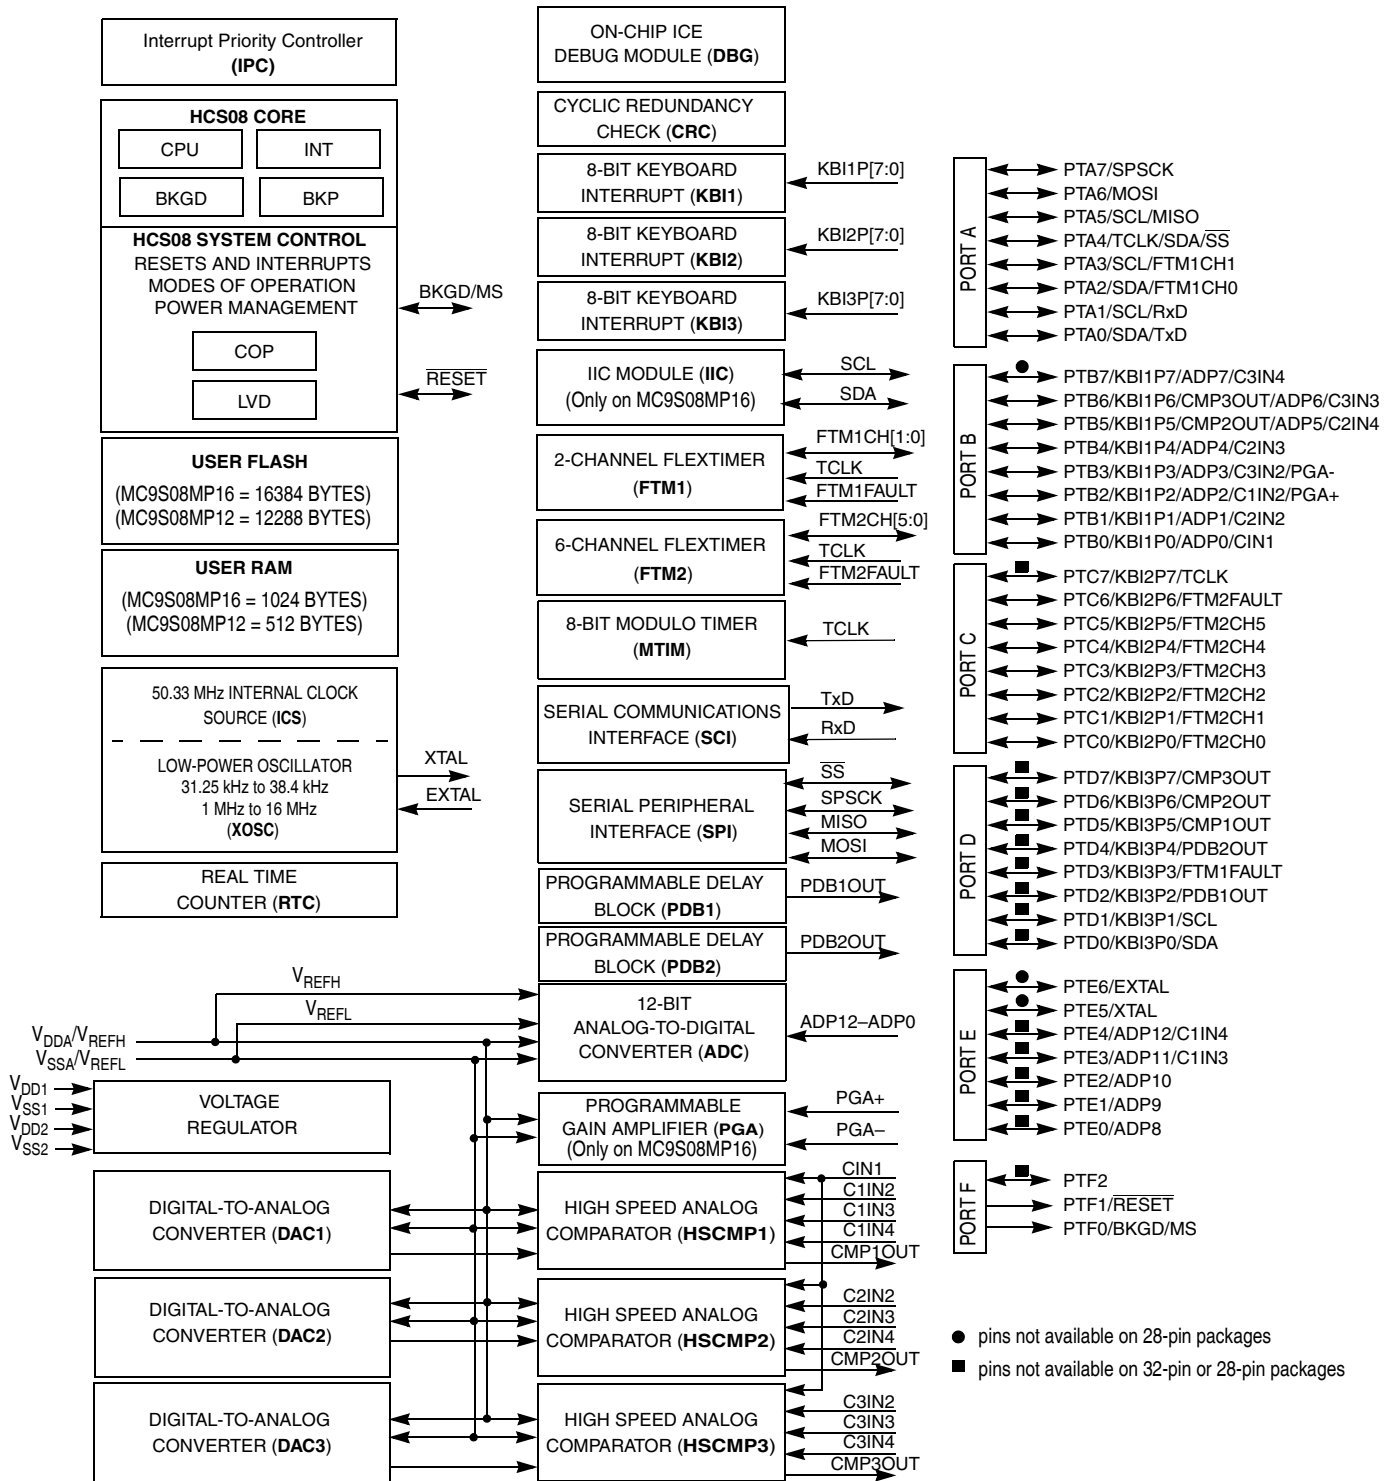 Interrupt Priority Controller
(IPC)
HCS08 CORE
CPU
INT
BKGD
BKP
HCS08 SYSTEM CONTROL
RESETS AND INTERRUPTS
MODES OF OPERATION
POWER MANAGEMENT
COP
LVD
BKGD/MS
RESET
USER FLASH
(MC9S08MP16 = 16384 BYTES)
(MC9S08MP12 = 12288 BYTES)
USER RAM
(MC9S08MP16 = 1024 BYTES)
(MC9S08MP12 = 512 BYTES)
50.33 MHz INTERNAL CLOCK
SOURCE (ICS)
LOW-POWER OSCILLATOR
31.25 kHz to 38.4 kHz
1 MHz to 16 MHz
(XOSC)
XTAL
EXTAL
REAL TIME
COUNTER (RTC)
VREFH
VREFL
VDDA/VREFH
VSSA/VREFL
VDD1
VSS1
VDD2
VSS2
VOLTAGE
REGULATOR
DIGITAL-TO-ANALOG
CONVERTER (DAC1)
DIGITAL-TO-ANALOG
CONVERTER (DAC2)
DIGITAL-TO-ANALOG
CONVERTER (DAC3)
ON-CHIP ICE
DEBUG MODULE (DBG)
CYCLIC REDUNDANCY
CHECK (CRC)
8-BIT KEYBOARD
INTERRUPT (KBI1)
KBI1P[7:0]
8-BIT KEYBOARD
INTERRUPT (KBI2)
KBI2P[7:0]
8-BIT KEYBOARD
INTERRUPT (KBI3)
KBI3P[7:0]
IIC MODULE (IIC)
(Only on MC9S08MP16)
SCL
SDA
2-CHANNEL FLEXTIMER
(FTM1)
FTM1CH[1:0]
TCLK
FTM1FAULT
6-CHANNEL FLEXTIMER
(FTM2)
FTM2CH[5:0]
TCLK
FTM2FAULT
8-BIT MODULO TIMER
(MTIM)
TCLK
SERIAL COMMUNICATIONS
INTERFACE (SCI)
TxD
RxD
SERIAL PERIPHERAL
INTERFACE (SPI)
SS
SPSCK
MISO
MOSI
PROGRAMMABLE DELAY
BLOCK (PDB1)
PDB1OUT
PROGRAMMABLE DELAY
BLOCK (PDB2)
PDB2OUT
12-BIT
ANALOG-TO-DIGITAL
CONVERTER (ADC)
ADP12–ADP0
PROGRAMMABLE
GAIN AMPLIFIER (PGA)
(Only on MC9S08MP16)
PGA+
PGA–
HIGH SPEED ANALOG
COMPARATOR (HSCMP1)
CIN1
C1IN2
C1IN3
C1IN4
CMP1OUT
HIGH SPEED ANALOG
COMPARATOR (HSCMP2)
C2IN2
C2IN3
C2IN4
CMP2OUT
HIGH SPEED ANALOG
COMPARATOR (HSCMP3)
C3IN2
C3IN3
C3IN4
CMP3OUT
PORT A
PTA7/SPSCK
PTA6/MOSI
PTA5/SCL/MISO
PTA4/TCLK/SDA/SS
PTA3/SCL/FTM1CH1
PTA2/SDA/FTM1CH0
PTA1/SCL/RxD
PTA0/SDA/TxD
PORT B
PTB7/KBI1P7/ADP7/C3IN4
PTB6/KBI1P6/CMP3OUT/ADP6/C3IN3
PTB5/KBI1P5/CMP2OUT/ADP5/C2IN4
PTB4/KBI1P4/ADP4/C2IN3
PTB3/KBI1P3/ADP3/C3IN2/PGA-
PTB2/KBI1P2/ADP2/C1IN2/PGA+
PTB1/KBI1P1/ADP1/C2IN2
PTB0/KBI1P0/ADP0/CIN1
PORT C
PTC7/KBI2P7/TCLK
PTC6/KBI2P6/FTM2FAULT
PTC5/KBI2P5/FTM2CH5
PTC4/KBI2P4/FTM2CH4
PTC3/KBI2P3/FTM2CH3
PTC2/KBI2P2/FTM2CH2
PTC1/KBI2P1/FTM2CH1
PTC0/KBI2P0/FTM2CH0
PORT D
PTD7/KBI3P7/CMP3OUT
PTD6/KBI3P6/CMP2OUT
PTD5/KBI3P5/CMP1OUT
PTD4/KBI3P4/PDB2OUT
PTD3/KBI3P3/FTM1FAULT
PTD2/KBI3P2/PDB1OUT
PTD1/KBI3P1/SCL
PTD0/KBI3P0/SDA
PORT E
PTE6/EXTAL
PTE5/XTAL
PTE4/ADP12/C1IN4
PTE3/ADP11/C1IN3
PTE2/ADP10
PTE1/ADP9
PTE0/ADP8
PORT F
PTF2
PTF1/RESET
PTF0/BKGD/MS
● pins not available on 28-pin packages
■ pins not available on 32-pin or 28-pin packages